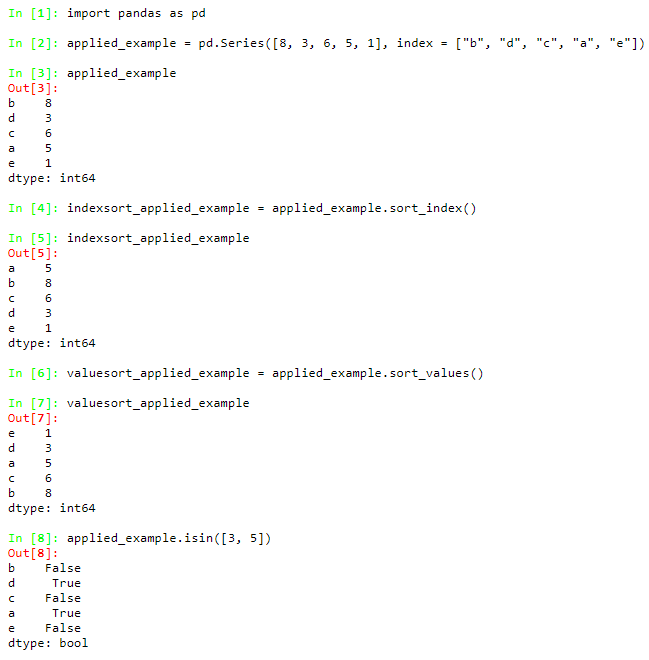 In [1]: import pandas as pd
In [2]: applied_example = pd.Series([8, 3, 6, 5, 1], index = ["b", "d", "c", "a", "e"])
In [3]: applied_example
Out[3]:
b    8
d    3
c    6
a    5
e    1
dtype: int64
In [4]: indexsort_applied_example = applied_example.sort_index()
In [5]: indexsort_applied_example
Out[5]:
a    5
b    8
c    6
d    3
e    1
dtype: int64
In [6]: valuesort_applied_example = applied_example.sort_values()
In [7]: valuesort_applied_example
Out[7]:
e    1
d    3
a    5
c    6
b    8
dtype: int64
In [8]: applied_example.isin([3, 5])
Out[8]:
b    False
d     True
c    False
a     True
e    False
dtype: bool